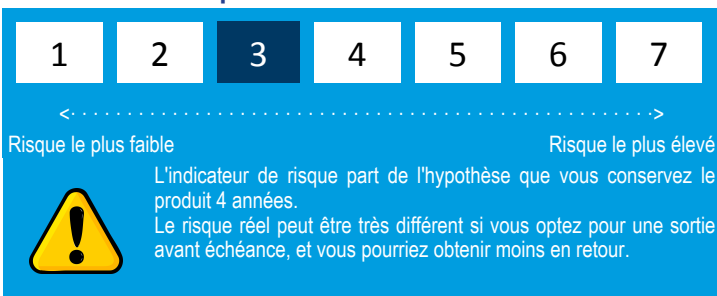 1 2 3 4 5 6 7
Risque le plus faible Risque le plus élevé
L'indicateur de risque part de l'hypothèse que vous conservez le
produit 4 années.
Le risque réel peut être très différent si vous optez pour une sortie
avant échéance, et vous pourriez obtenir moins en retour.